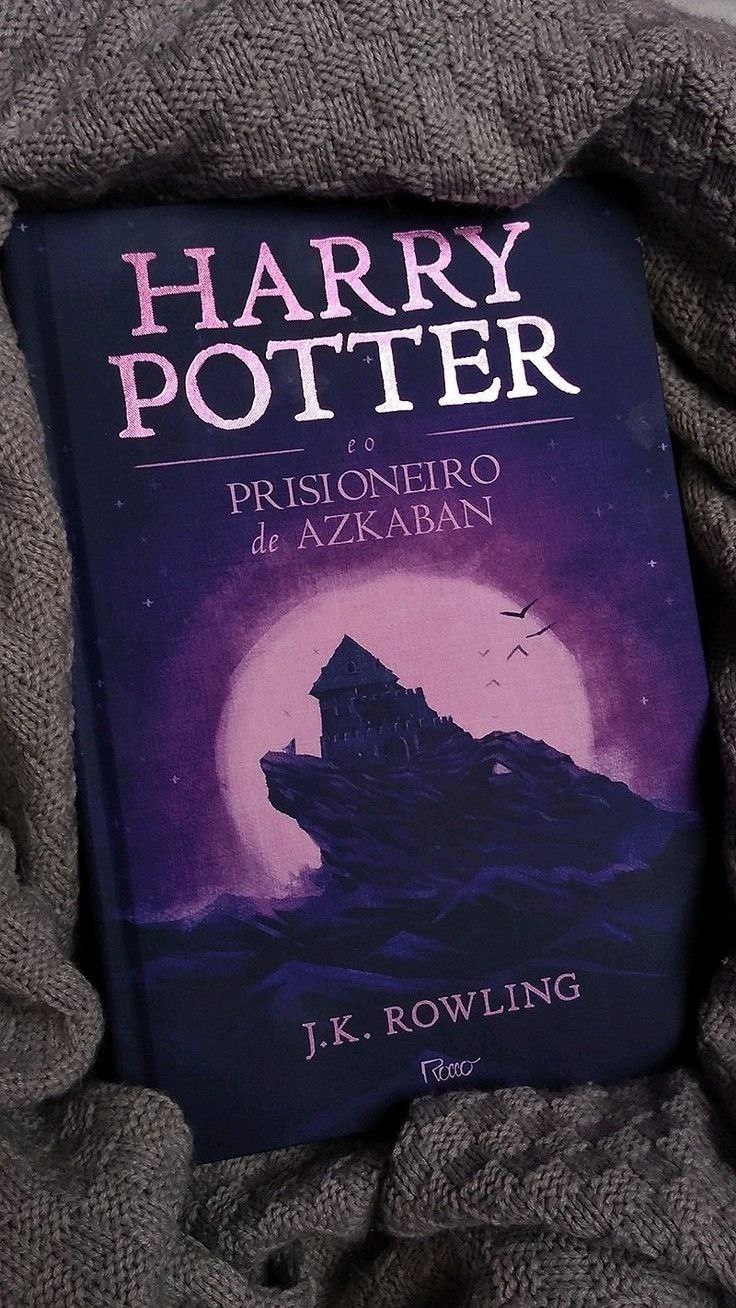 HARRY
POTTER
e o
PRISIONEIRO
de AZKABAN
J.K. ROWLING
Rocco